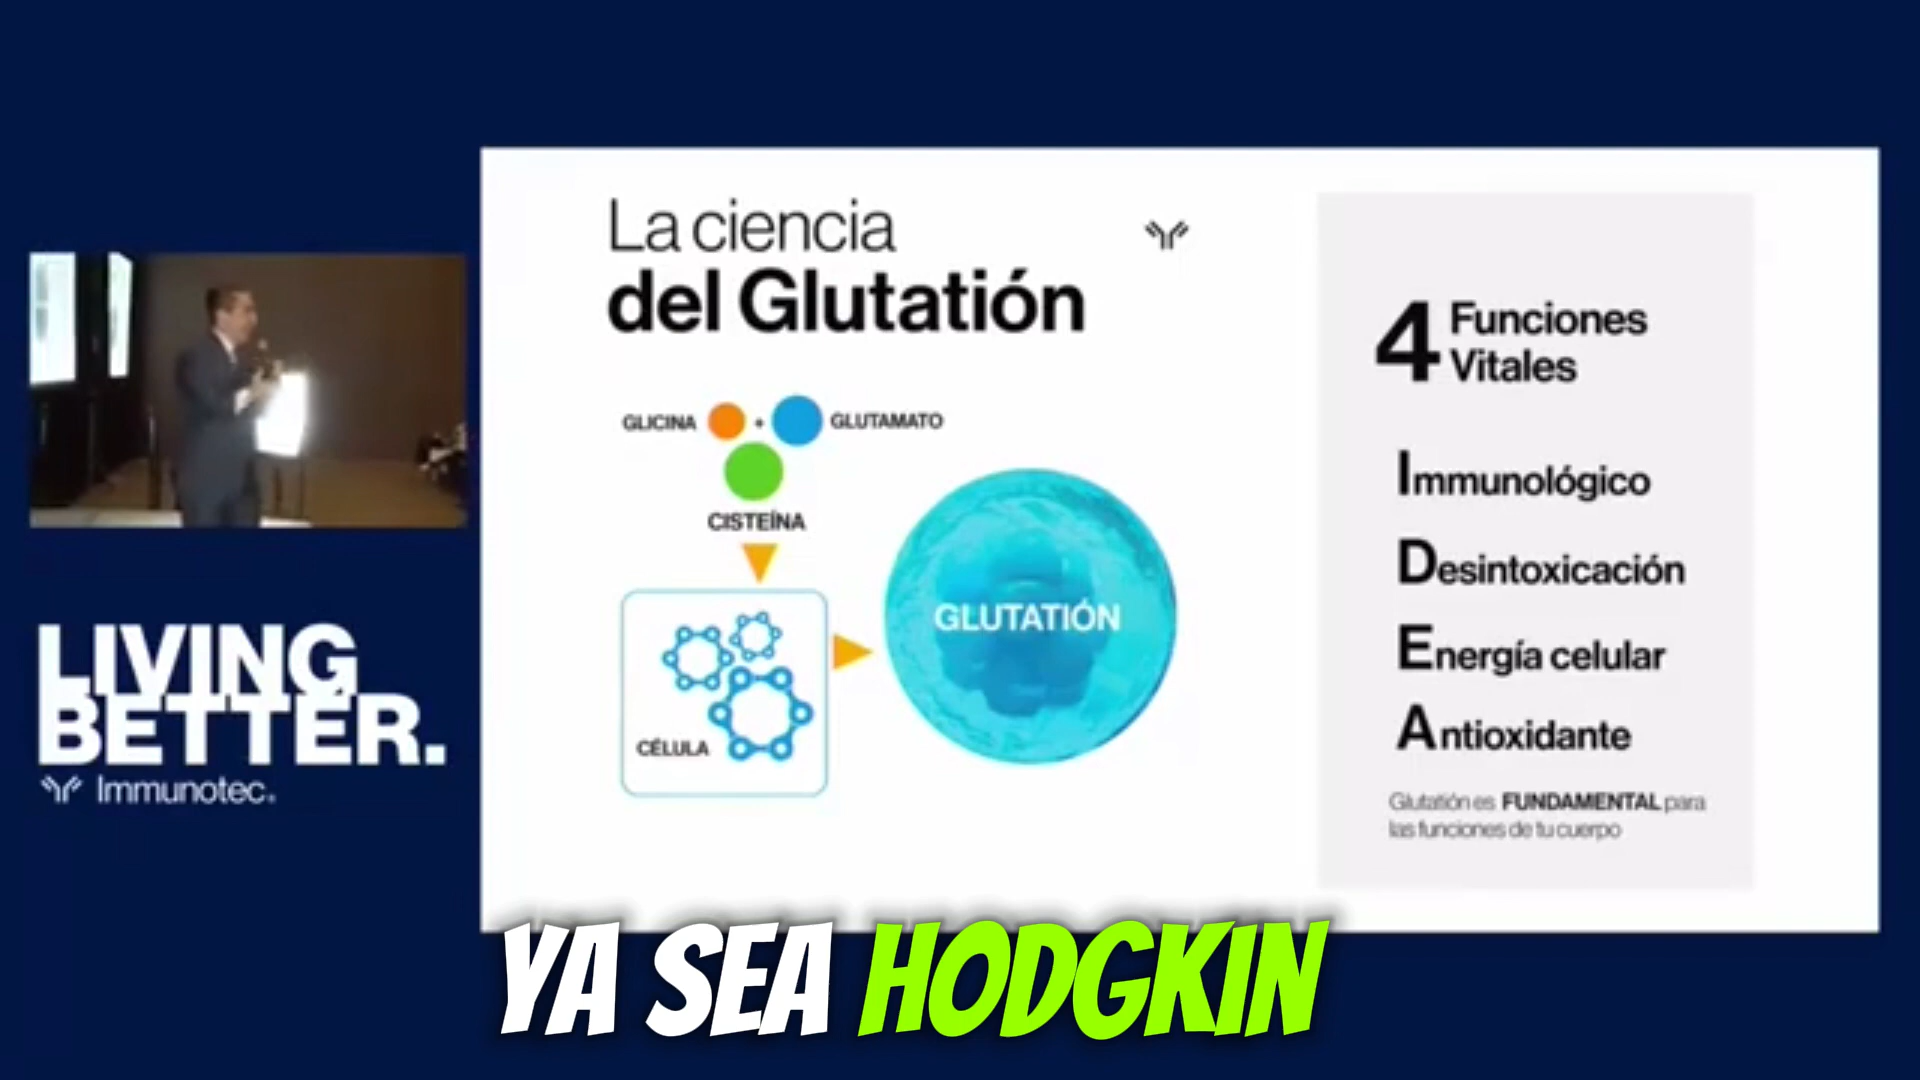 La ciencia
del Glutatión
GLICINA + GLUTAMATO
CISTEÍNA
CÉLULA
GLUTATIÓN
4 Funciones
Vitales
Immunológico
Desintoxicación
Energía celular
Antioxidante
Glutatión es FUNDAMENTAL para
las funciones de tu cuerpo
LIVING
BETTER.
Immunotec.
YA SEA HODGKIN